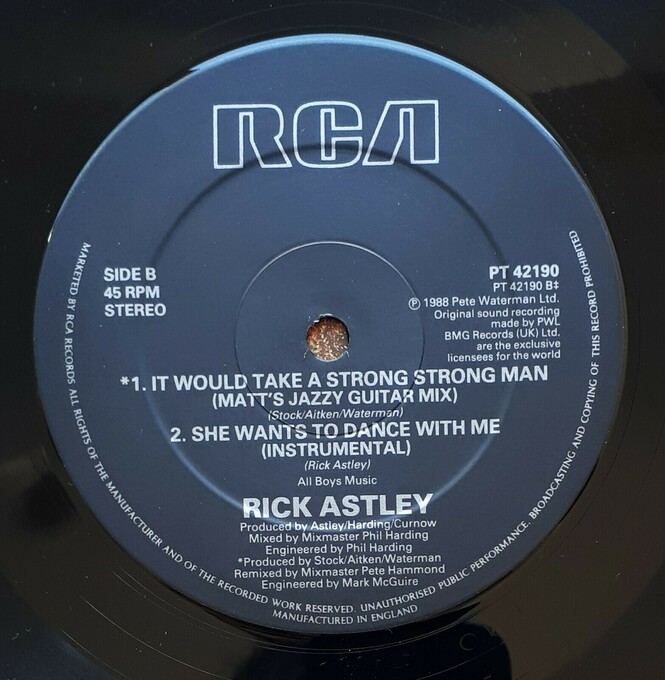 RCA
SIDE B
45 RPM
STEREO
PT 42190
PT 42190 B‡
℗ 1988 Pete Waterman Ltd.
Original sound recording
made by PWL
BMG Records (UK) Ltd.
are the exclusive
licensees for the world
*1. IT WOULD TAKE A STRONG STRONG MAN
(MATT'S JAZZY GUITAR MIX)
(Stock/Aitken/Waterman)
2. SHE WANTS TO DANCE WITH ME
(INSTRUMENTAL)
(Rick Astley)
All Boys Music
RICK ASTLEY
Produced by Astley/Harding/Curnow
Mixed by Mixmaster Phil Harding
Engineered by Phil Harding
*Produced by Stock/Aitken/Waterman
Remixed by Mixmaster Pete Hammond
Engineered by Mark McGuire
MARKETED BY RCA RECORDS ALL RIGHTS OF THE MANUFACTURER AND OF THE RECORDED WORK RESERVED. UNAUTHORISED PUBLIC PERFORMANCE, BROADCASTING AND COPYING OF THIS RECORD PROHIBITED
MANUFACTURED IN ENGLAND